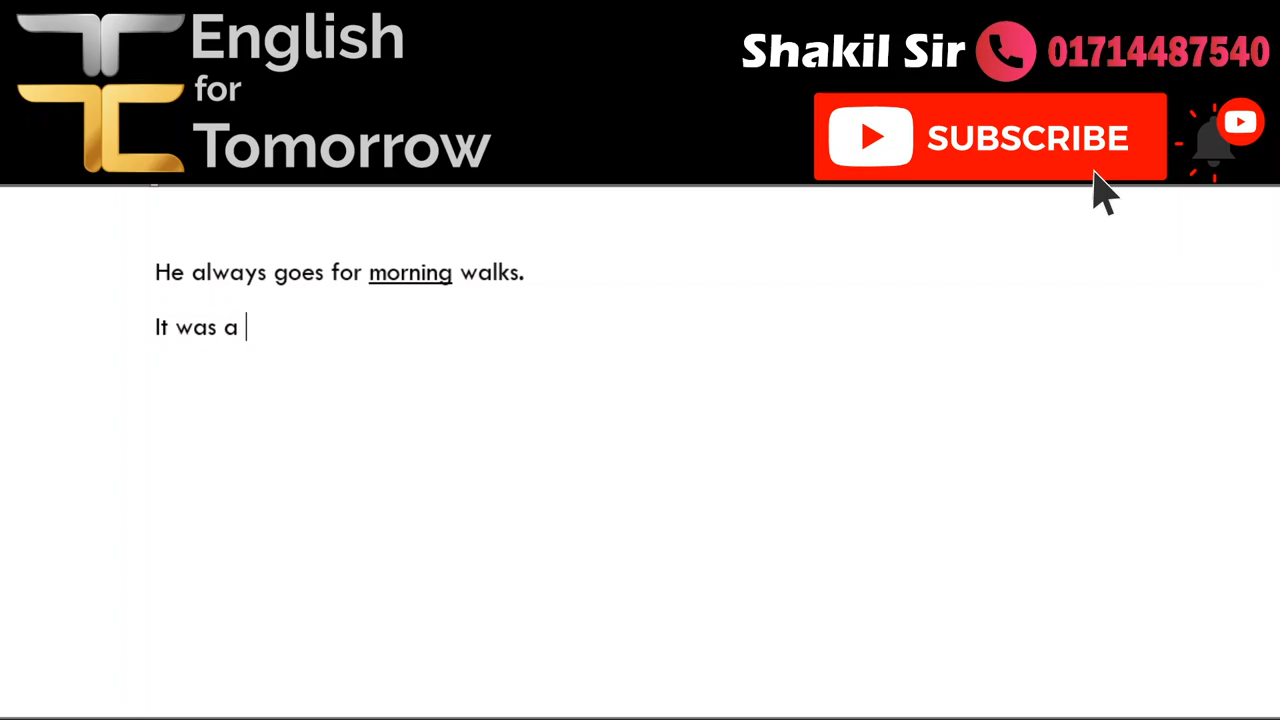 English
for
Tomorrow
Shakil Sir 01714487540
SUBSCRIBE
He always goes for morning walks.
It was a